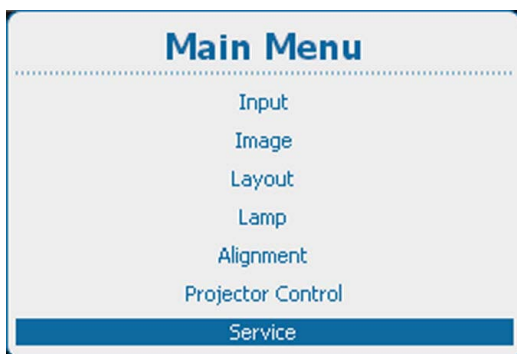 Main Menu
Input
Image
Layout
Lamp
Alignment
Projector Control
Service